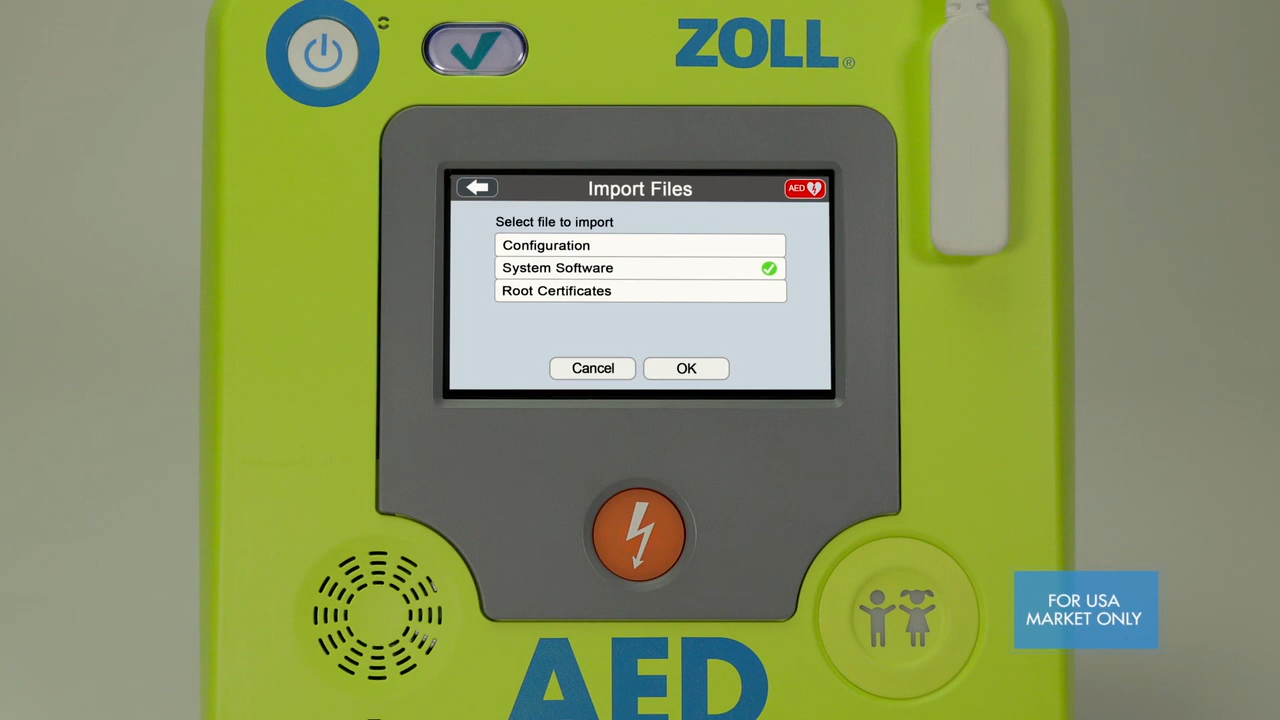 ZOLL®
Import Files
AED
Select file to import
Configuration
System Software
Root Certificates
Cancel
OK
AED
FOR USA
MARKET ONLY